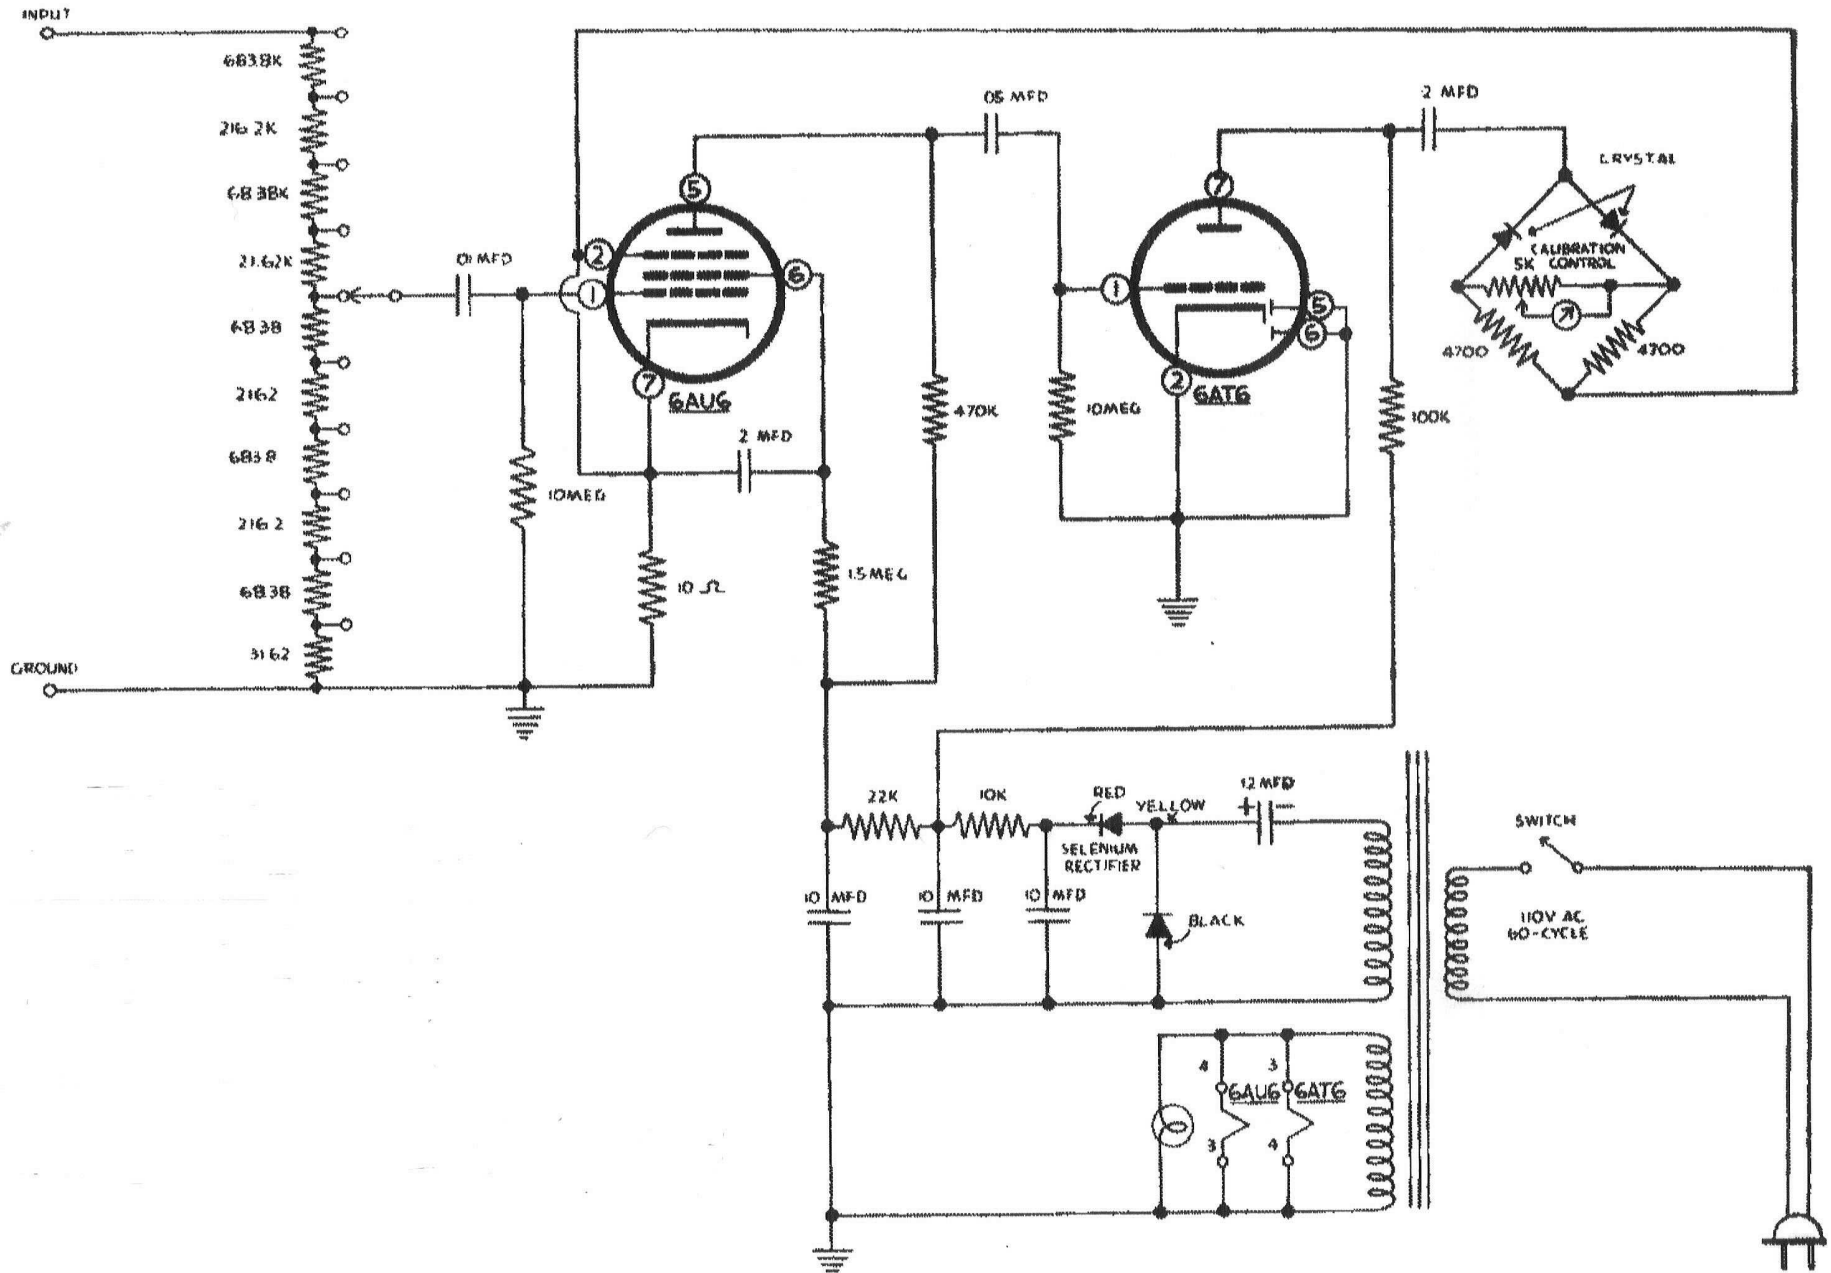 INPUT
683.8K
216.2K
68.38K
21.62K
6838
2162
683.8
216.2
68.38
31.62
GROUND
.01 MFD
10MEG
2
1
5
6
7
6AU6
.2 MFD
10 Ω
1.5 MEG
470K
.05 MFD
10MEG
7
1
5
6
2
6AT6
100K
.2 MFD
CRYSTAL
CALIBRATION
5K CONTROL
4700
4700
22K
10K
RED
YELLOW
12 MFD
+ −
SELENIUM
RECTIFIER
10 MFD
10 MFD
10 MFD
BLACK
SWITCH
110V AC
60-CYCLE
4
3
6AU6
6AT6
3
4